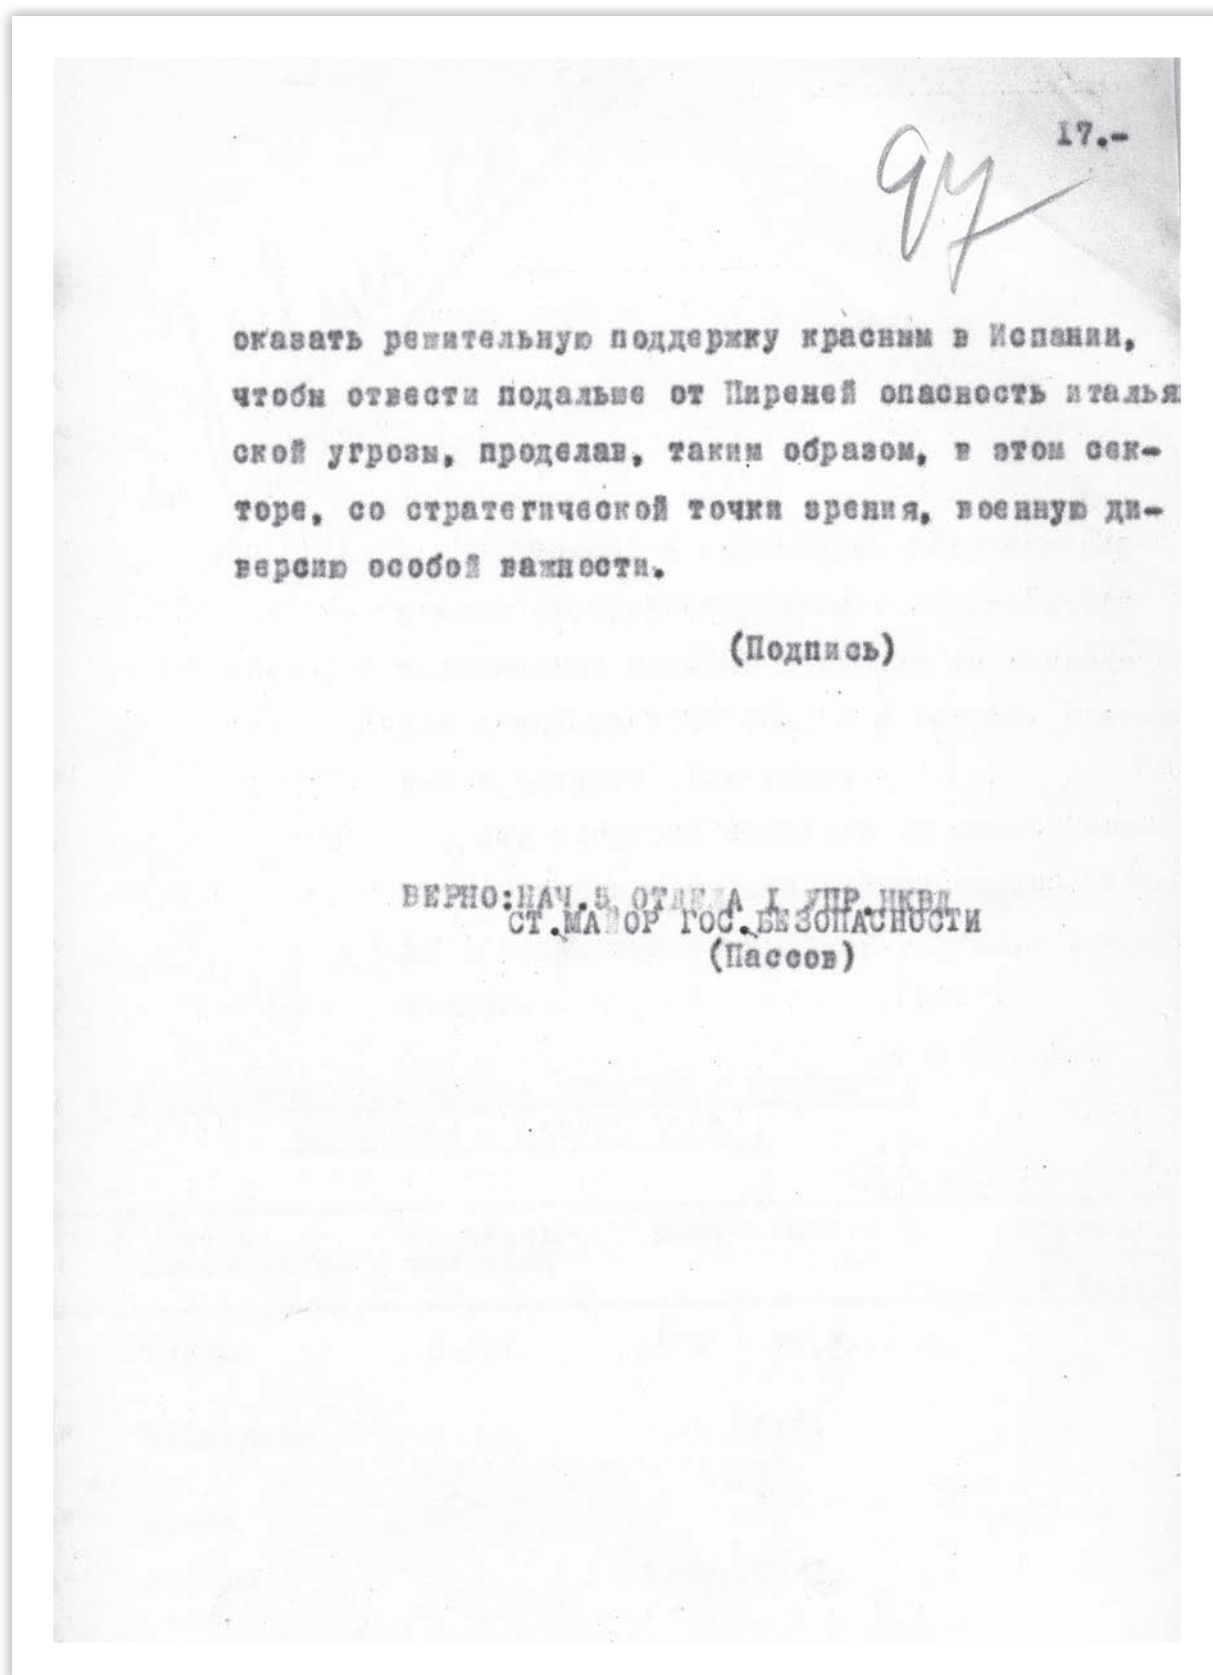 17.-
97
оказать решительную поддержку красным в Испании,
чтобы отвести подальше от Пиреней опасность италья
ской угрозы, проделав, таким образом, в этом сек-
торе, со стратегической точки зрения, военную ди-
версию особой важности.
(Подпись)
ВЕРНО:НАЧ.5 ОТДЕЛА I УПР.НКВД
СТ.МАЙОР ГОС.БЕЗОПАСНОСТИ
(Пассов)